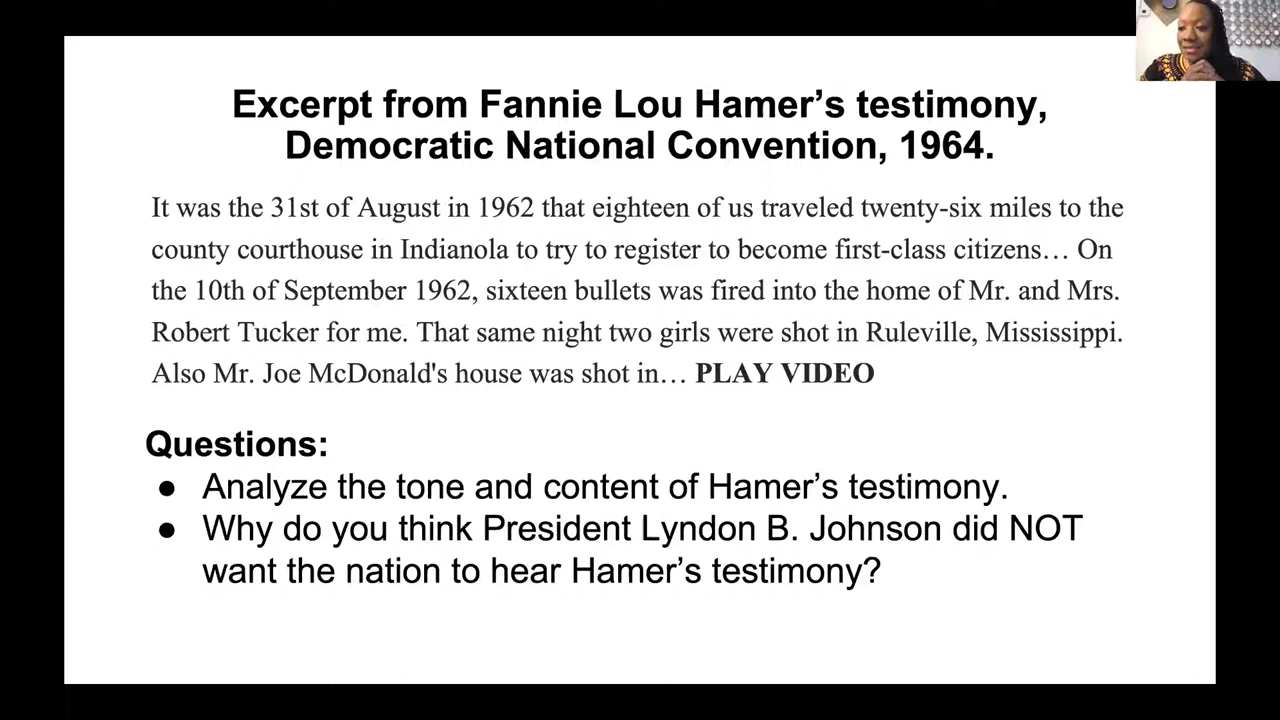 Excerpt from Fannie Lou Hamer’s testimony,
Democratic National Convention, 1964.
It was the 31st of August in 1962 that eighteen of us traveled twenty-six miles to the
county courthouse in Indianola to try to register to become first-class citizens… On
the 10th of September 1962, sixteen bullets was fired into the home of Mr. and Mrs.
Robert Tucker for me. That same night two girls were shot in Ruleville, Mississippi.
Also Mr. Joe McDonald's house was shot in… PLAY VIDEO
Questions:
● Analyze the tone and content of Hamer’s testimony.
● Why do you think President Lyndon B. Johnson did NOT
want the nation to hear Hamer’s testimony?